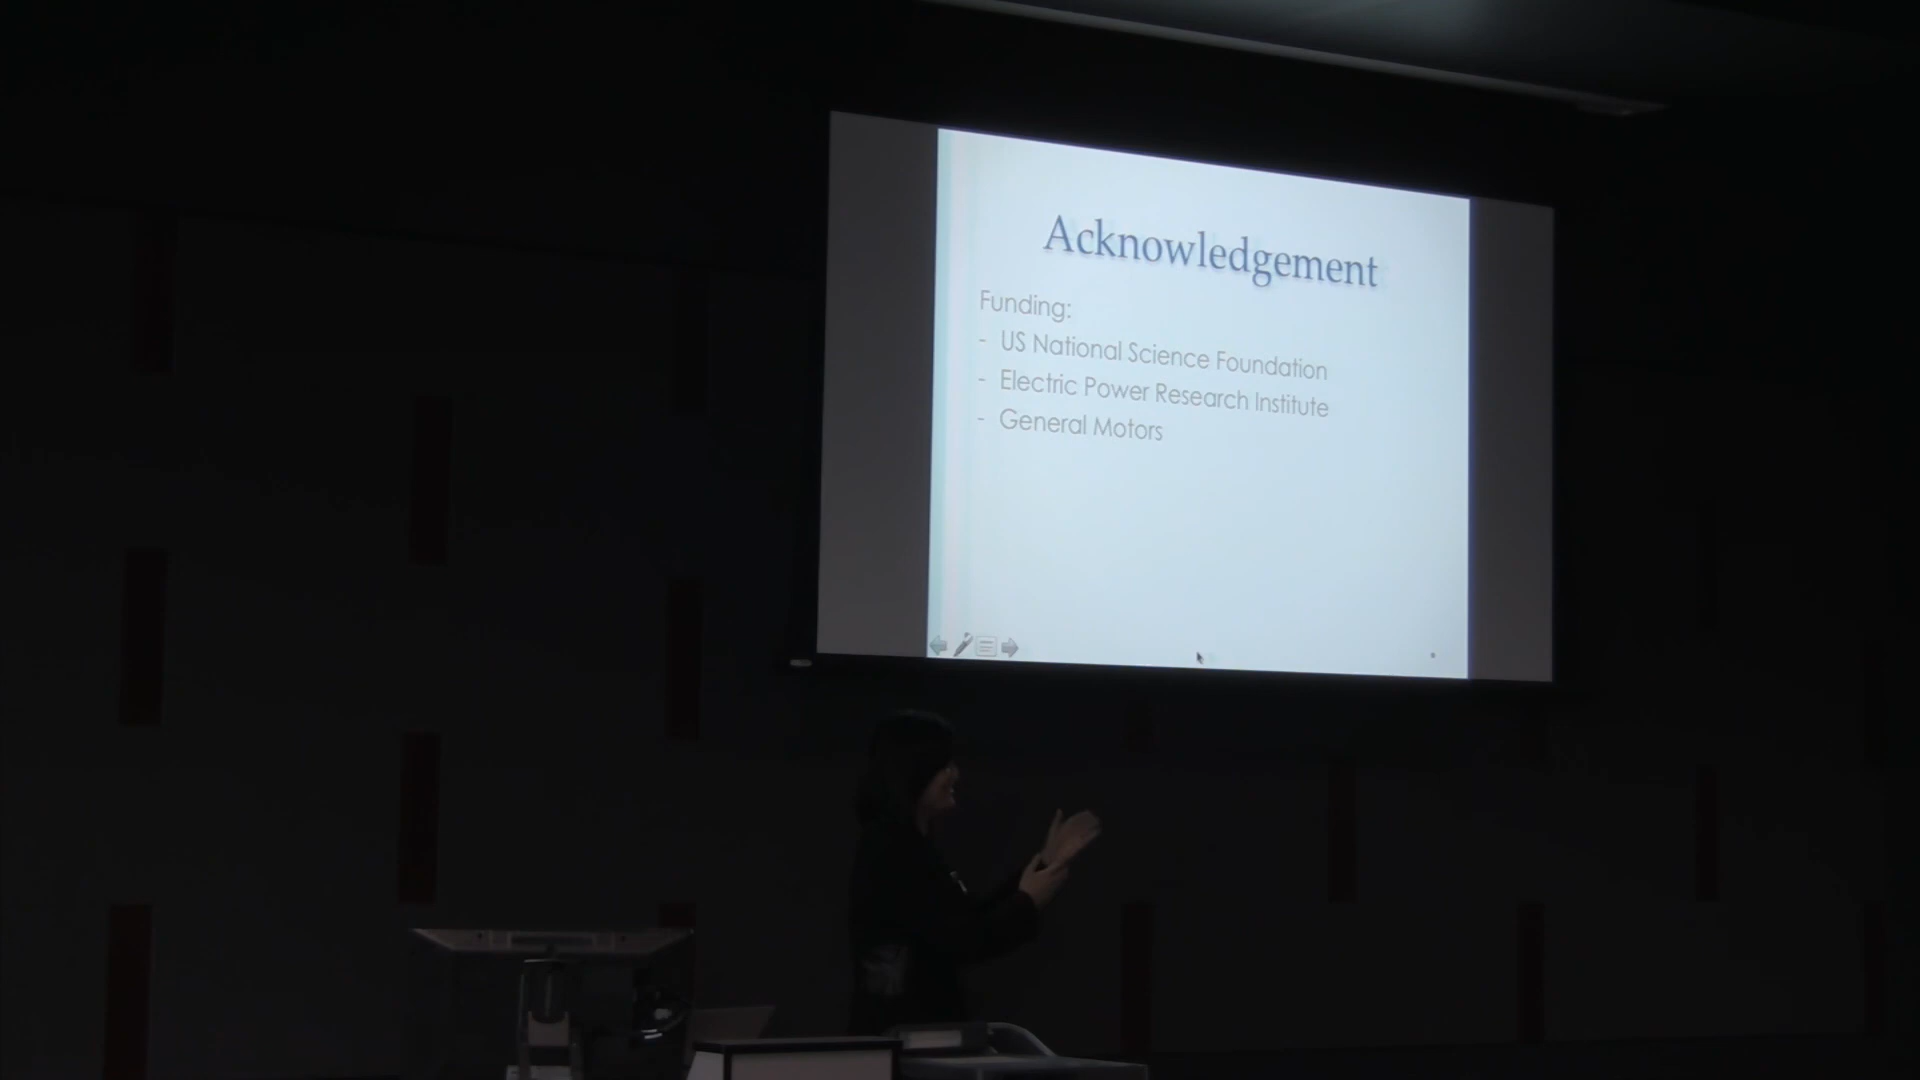 Acknowledgement
Funding:
- US National Science Foundation
- Electric Power Research Institute
- General Motors